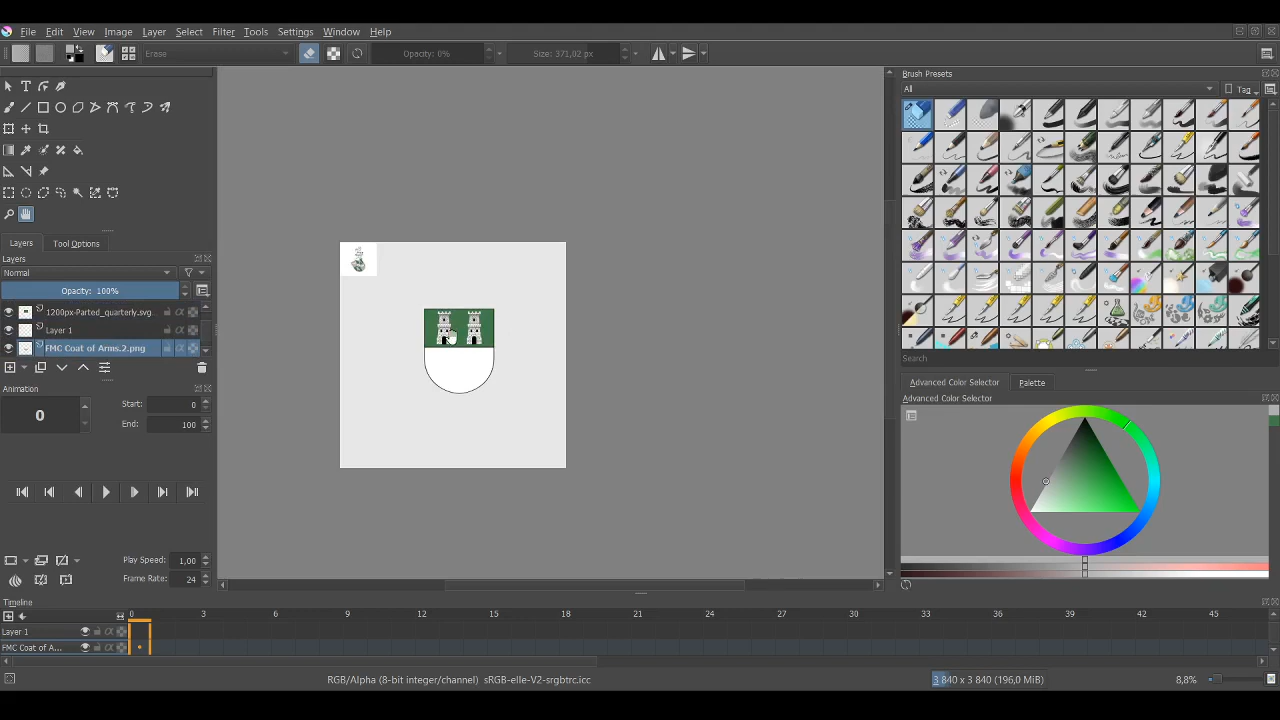 File Edit View Image Layer Select Filter Tools Settings Window Help
Erase Opacity: 0% Size: 371,02 px
Brush Presets
All Tag
Layers Tool Options
Layers
Normal
Opacity: 100%
1200px-Parted_quarterly.svg
Layer 1
FMC Coat of Arms.2.png
Search
Advanced Color Selector Palette
Advanced Color Selector
Animation
0 Start: 0
End: 100
Play Speed: 1,00
Frame Rate: 24
Timeline
0 3 6 9 12 15 18 21 24 27 30 33 36 39 42 45
Layer 1
FMC Coat of A...
RGB/Alpha (8-bit integer/channel) sRGB-elle-V2-srgbtrc.icc 3 840 x 3 840 (196,0 MiB) 8,8%